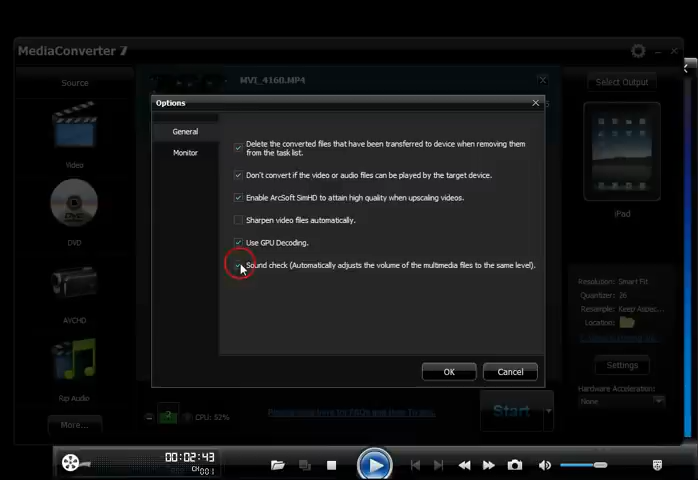 MediaConverter 7
Source
MVI_4160.MP4
Select Output
Options
General
Monitor
Delete the converted files that have been transferred to device when removing them
from the task list.
Don't convert if the video or audio files can be played by the target device.
Enable ArcSoft SimHD to attain high quality when upscaling videos.
Sharpen video files automatically.
Use GPU Decoding.
Sound check (Automatically adjusts the volume of the multimedia files to the same level).
OK
Cancel
Video
DVD
AVCHD
Rip Audio
More...
iPad
Resolution: Smart Fit
Quantizer: 26
Resample: Keep Aspec...
Location:
Settings
Hardware Acceleration:
None
CPU: 52%
Start
00:02:43
CH 001